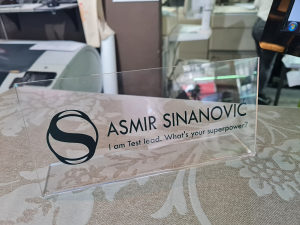 ASMIR SINANOVIC
I am Test lead. What's your superpower?